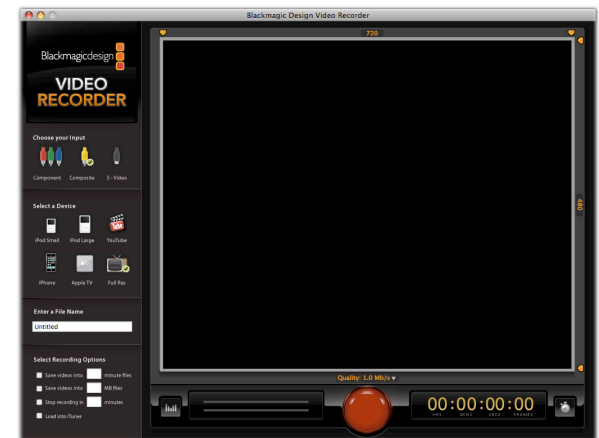 Blackmagic Design Video Recorder
Blackmagicdesign
VIDEO
RECORDER
Choose your Input
Component Composite S - Video
Select a Device
iPod Small iPod Large YouTube
iPhone Apple TV Full Res
Enter a File Name
Untitled
Select Recording Options
Save videos into minute files
Save videos into MB files
Stop recording in minutes
Load into iTunes
720
480
Quality: 1.0 Mb/s
00:00:00:00
HRS MINS SECS FRAMES